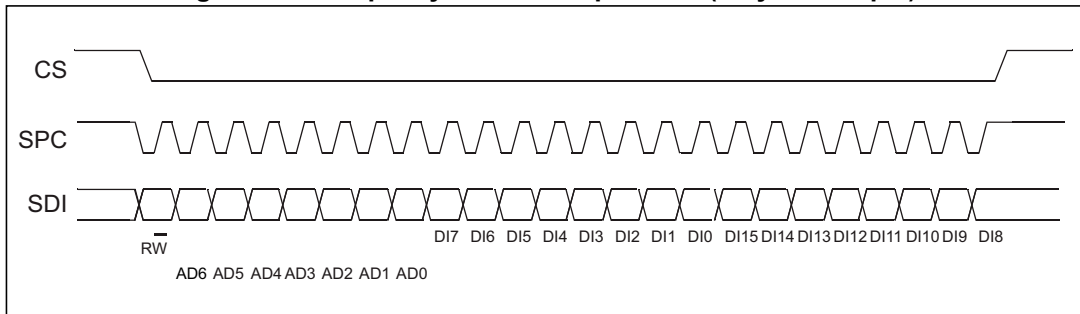 CS
SPC
SDI
RW
DI7 DI6 DI5 DI4 DI3 DI2 DI1 DI0 DI15 DI14 DI13 DI12 DI11 DI10 DI9 DI8
AD6 AD5 AD4 AD3 AD2 AD1 AD0